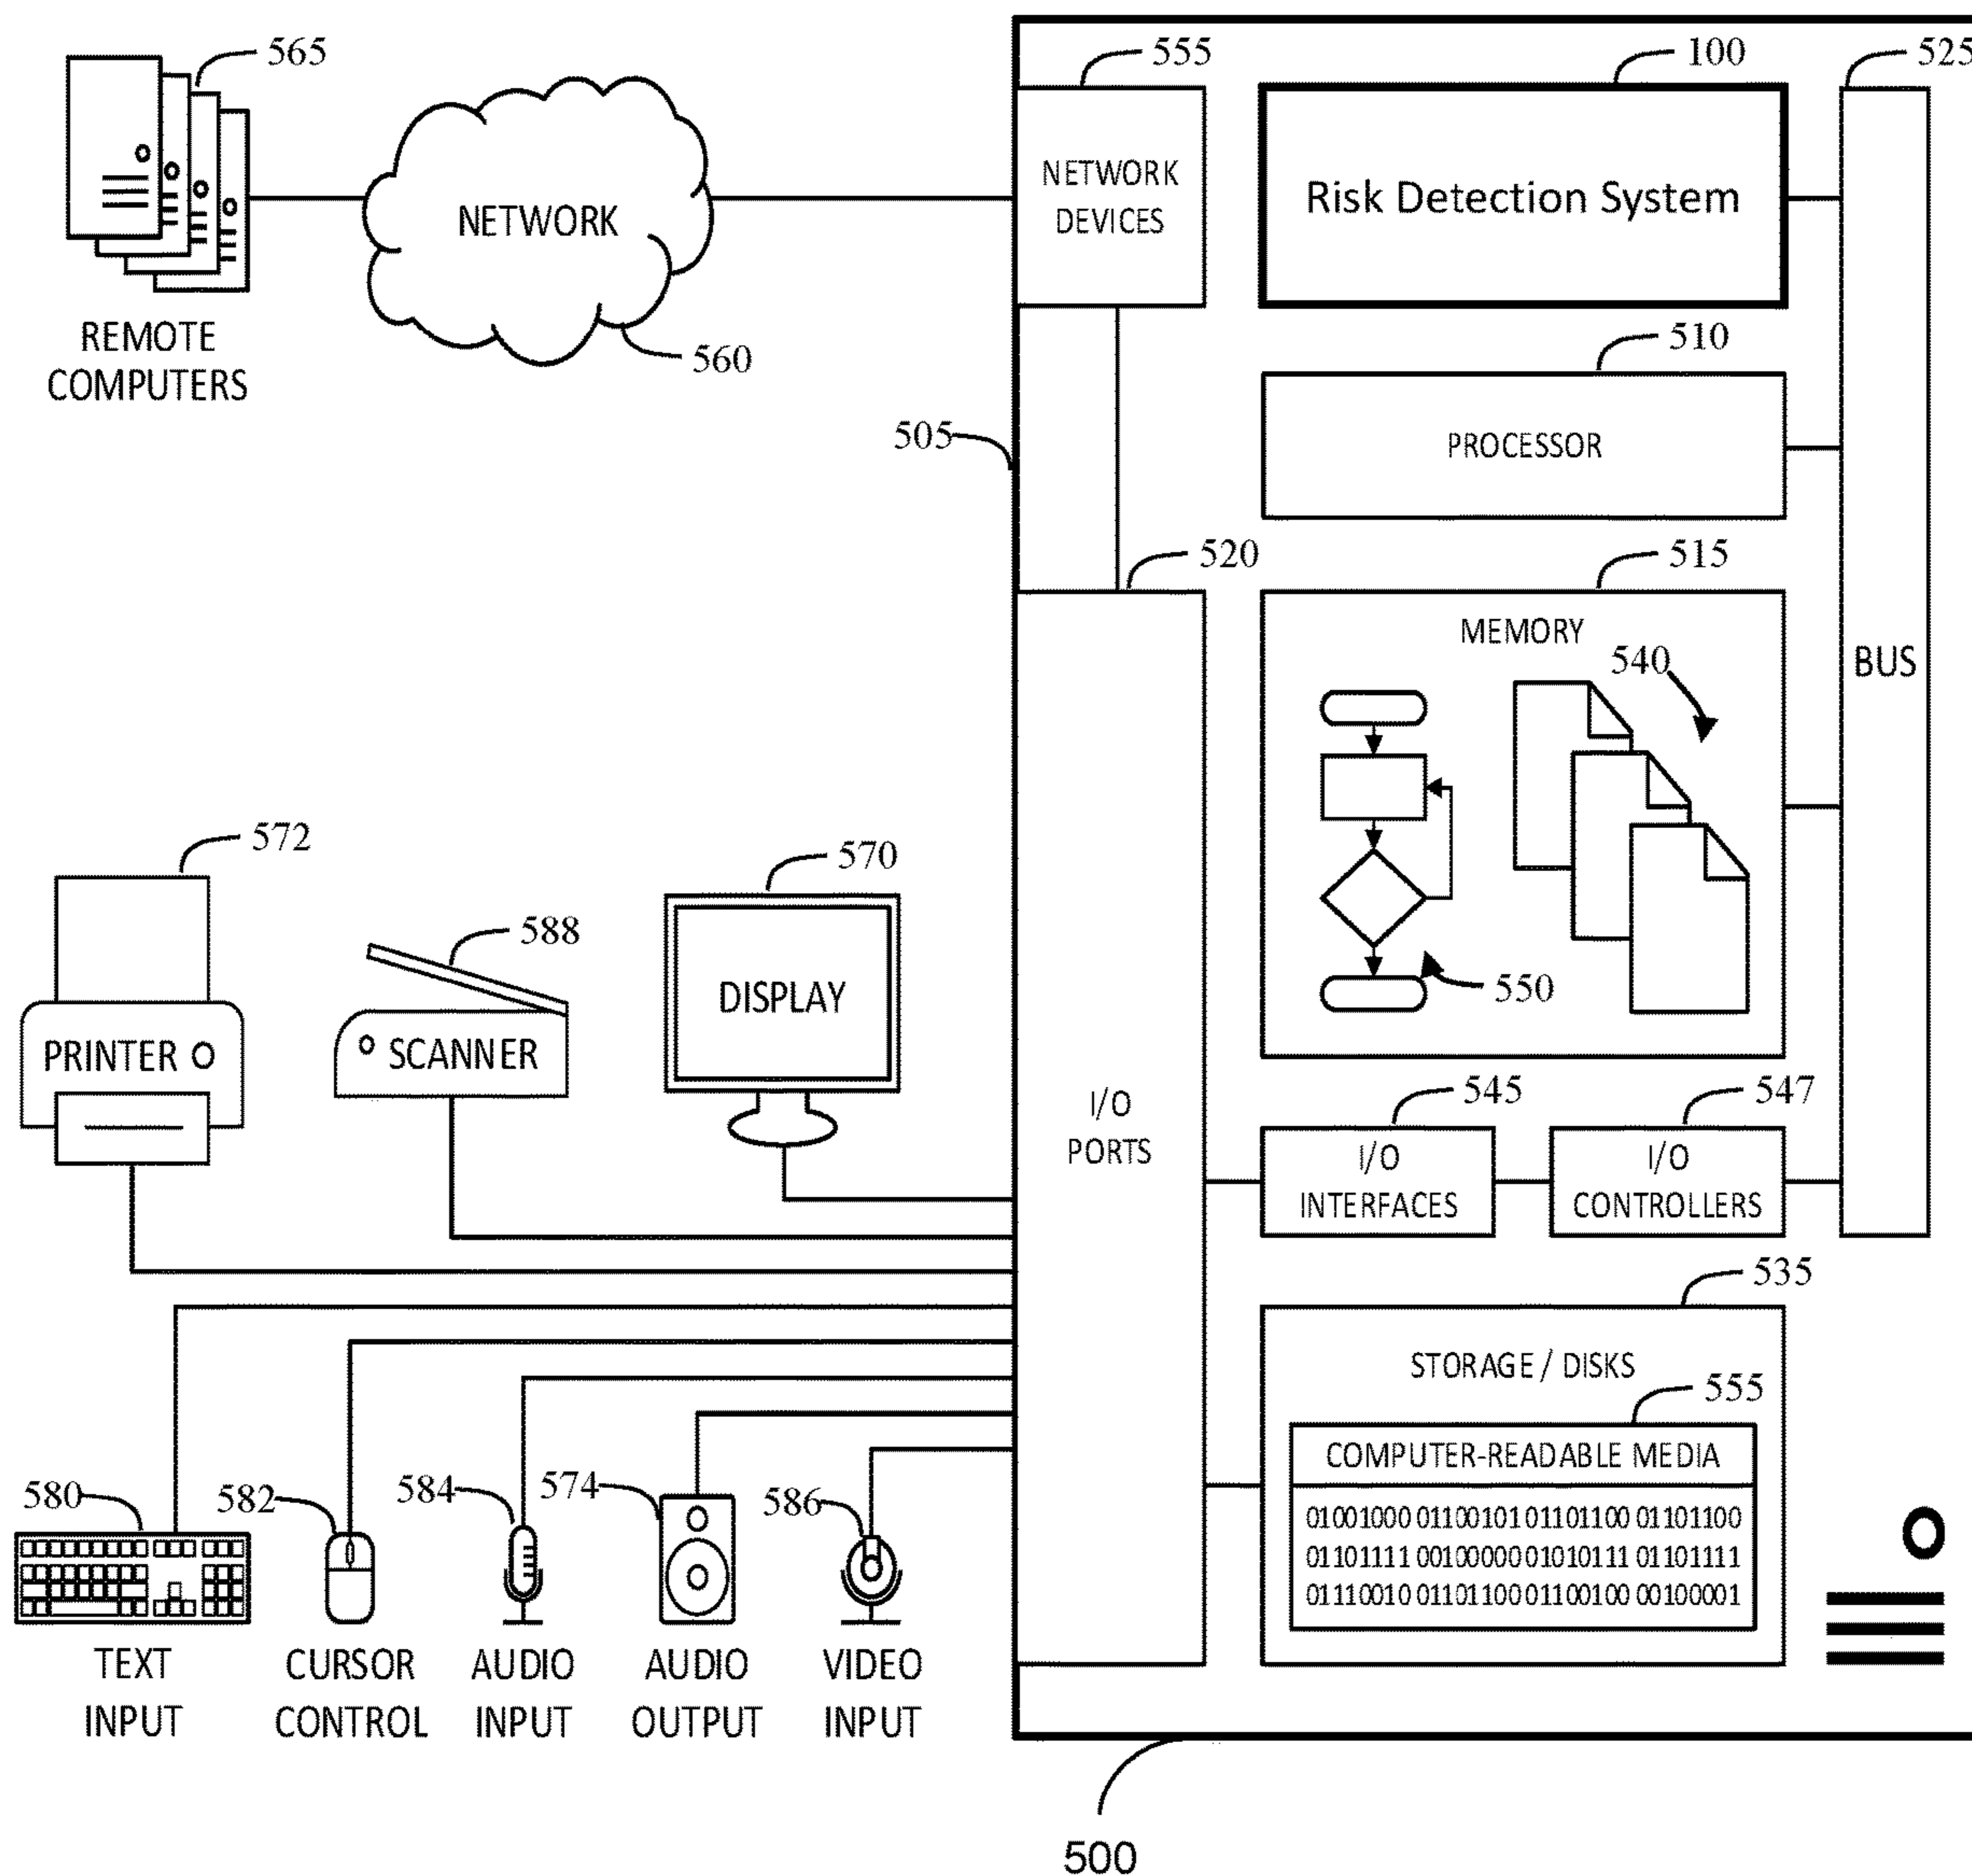 565
555
100
525
NETWORK
NETWORK
DEVICES
Risk Detection System
REMOTE
COMPUTERS
560
510
505
PROCESSOR
520
515
MEMORY
540
BUS
572
570
588
DISPLAY
550
PRINTER
SCANNER
I/O
PORTS
545
547
I/O
INTERFACES
I/O
CONTROLLERS
535
STORAGE / DISKS
555
COMPUTER-READABLE MEDIA
01001000 01100101 01101100 01101100
01101111 00100000 01010111 01101111
01110010 01101100 01100100 00100001
580
582
584
574
586
TEXT
INPUT
CURSOR
CONTROL
AUDIO
INPUT
AUDIO
OUTPUT
VIDEO
INPUT
500